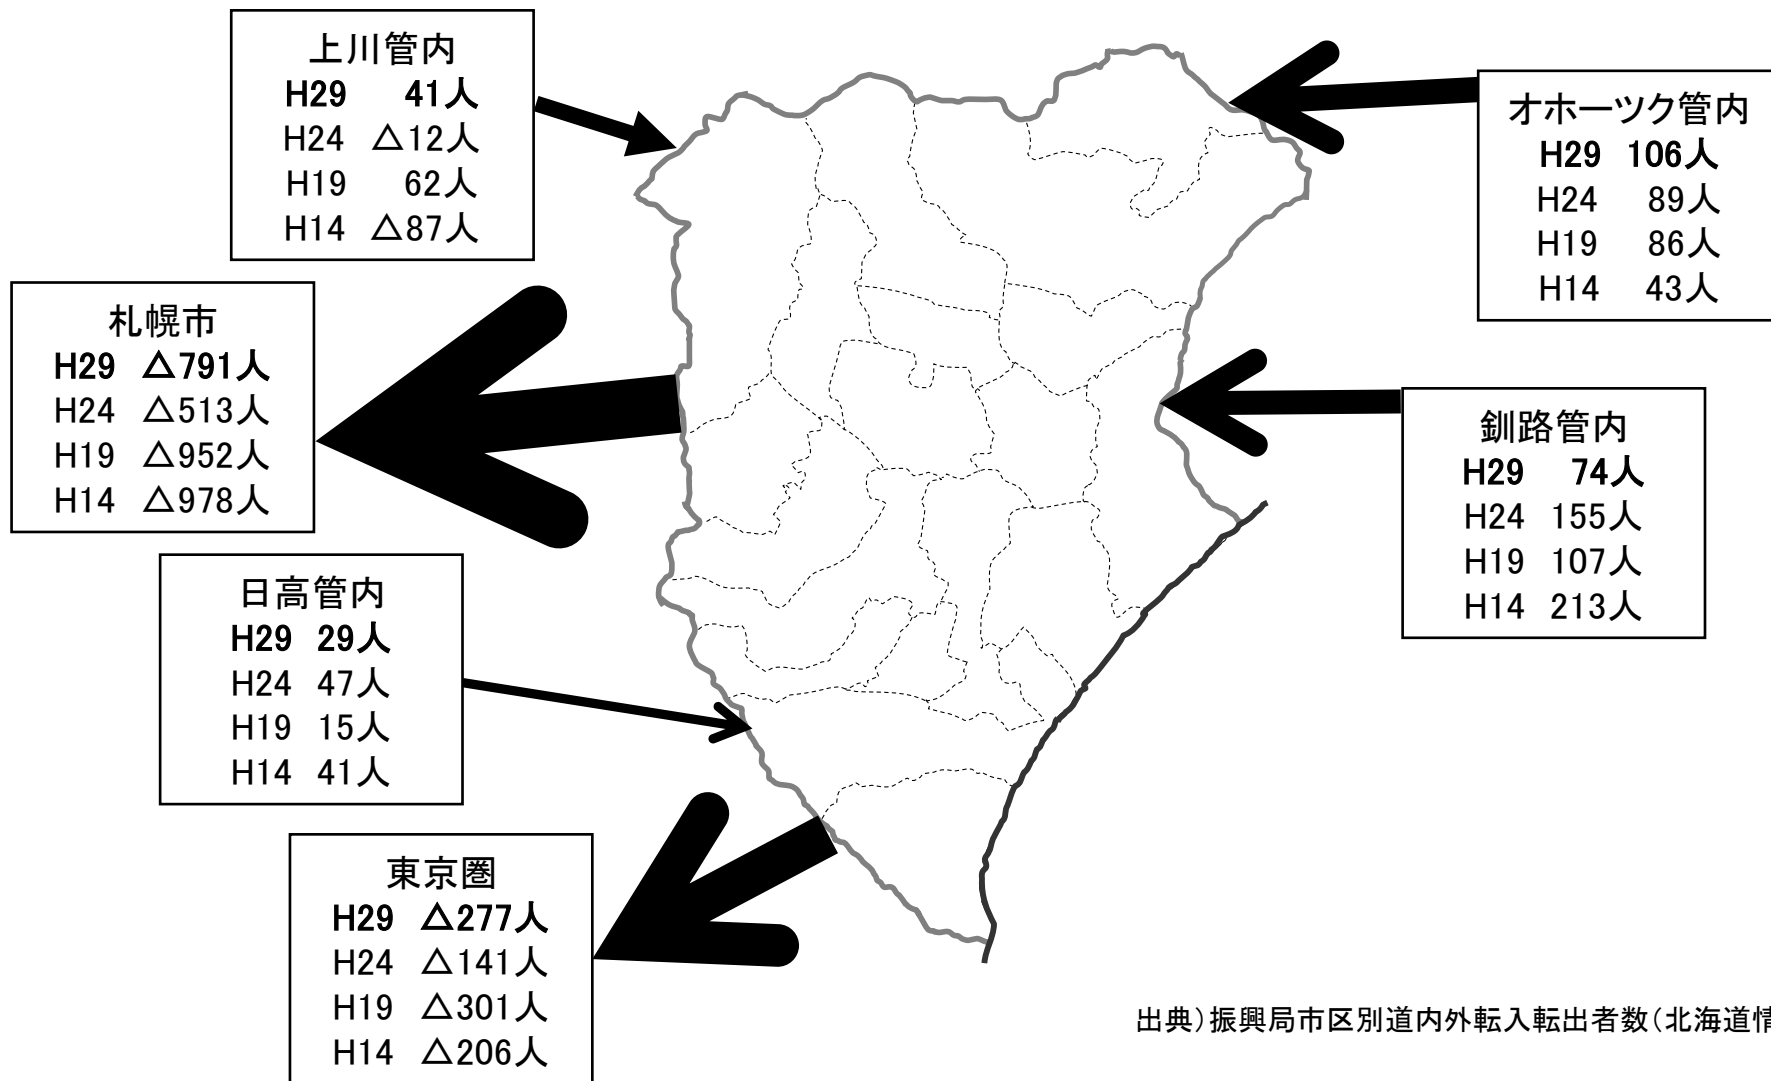 上川管内
H29 41人
H24 △12人
H19 62人
H14 △87人
オホーツク管内
H29 106人
H24 89人
H19 86人
H14 43人
札幌市
H29 △791人
H24 △513人
H19 △952人
H14 △978人
釧路管内
H29 74人
H24 155人
H19 107人
H14 213人
日高管内
H29 29人
H24 47人
H19 15人
H14 41人
東京圏
H29 △277人
H24 △141人
H19 △301人
H14 △206人
出典）振興局市区別道内外転入転出者数（北海道情